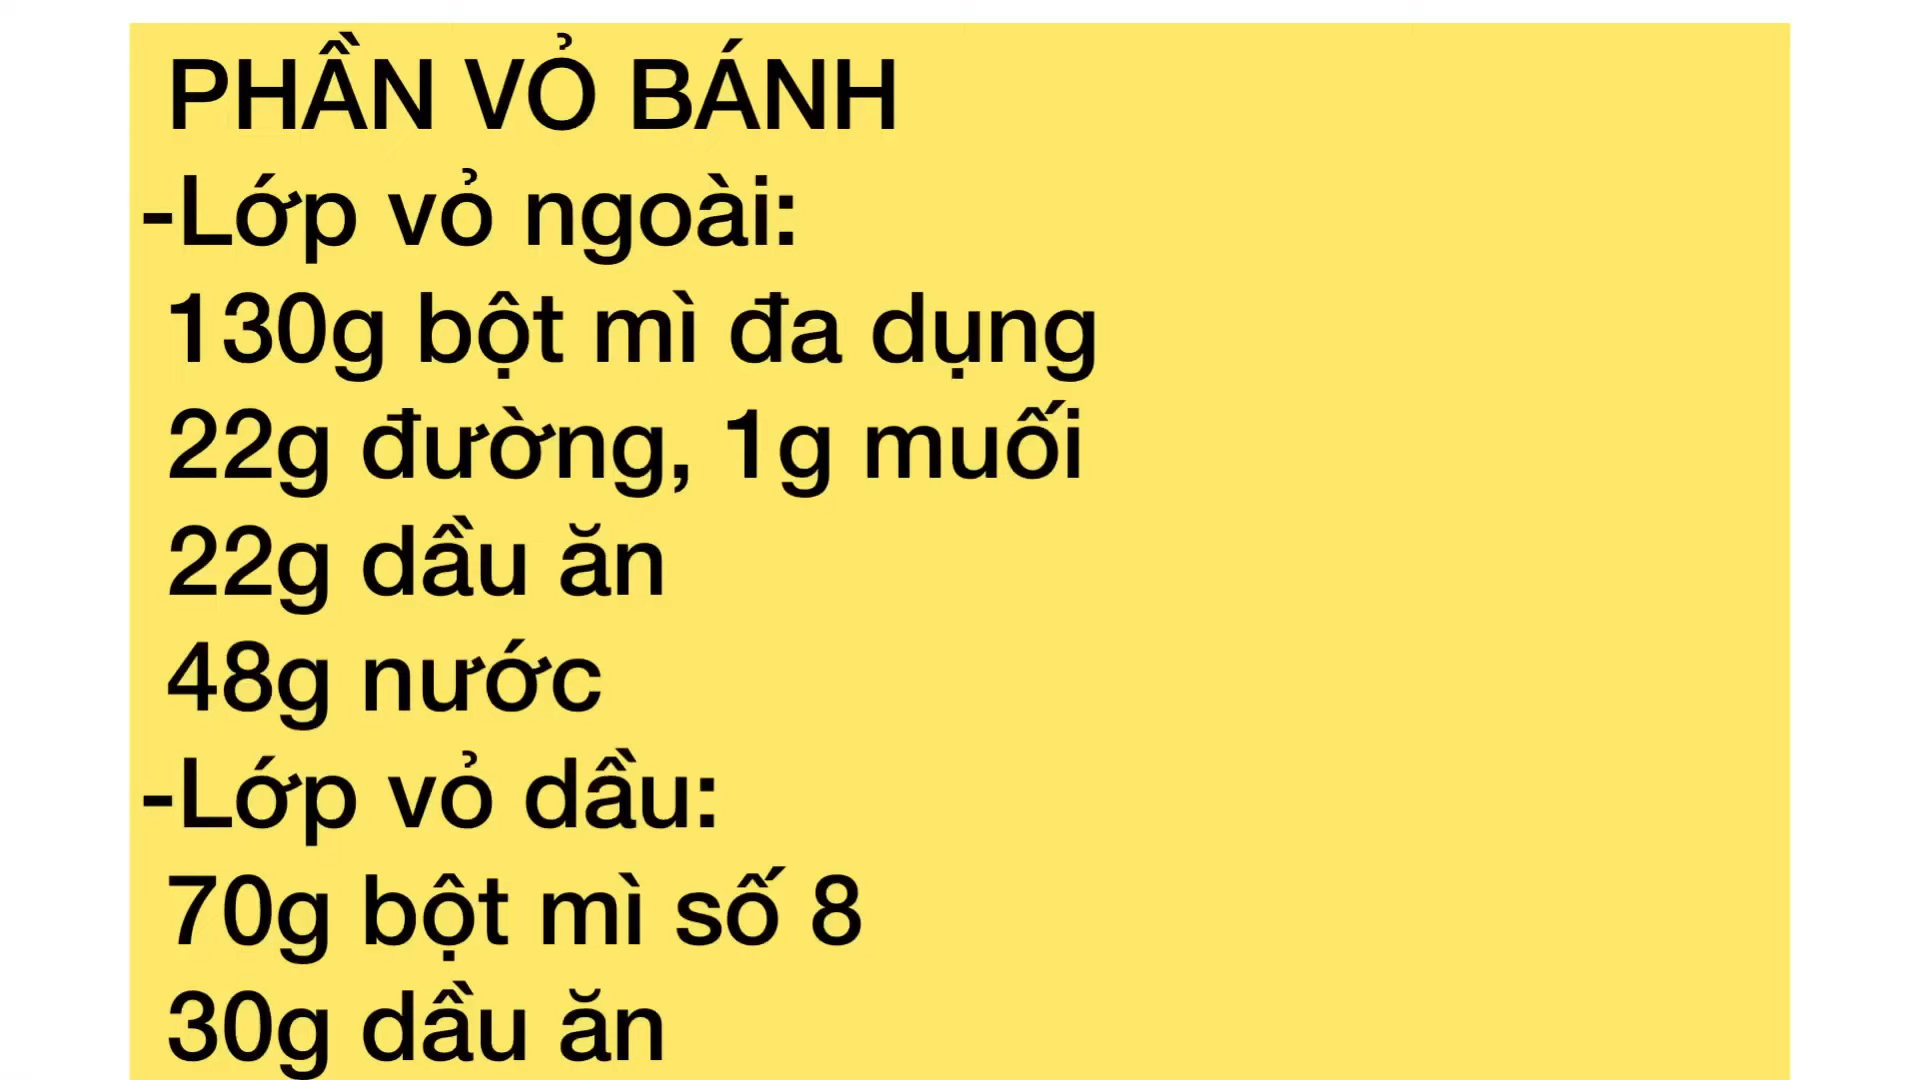 PHẦN VỎ BÁNH
-Lớp vỏ ngoài:
130g bột mì đa dụng
22g đường, 1g muối
22g dầu ăn
48g nước
-Lớp vỏ dầu:
70g bột mì số 8
30g dầu ăn